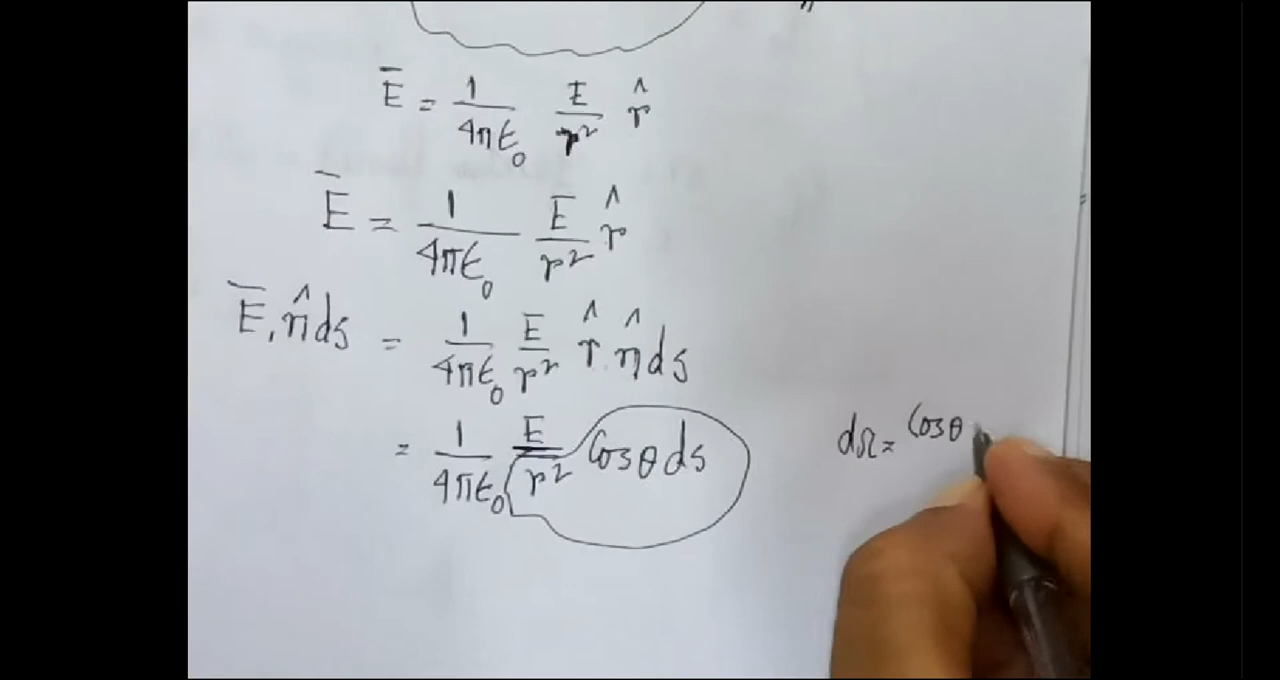 E̅ = 1/4πϵ₀ E/r² r̂
E̅ = 1/4πϵ₀ E/r² r̂
E̅.n̂ds = 1/4πϵ₀ E/r² r̂.n̂ds
= 1/4πϵ₀ E/r² Cosθds
dΩ= Cosθ